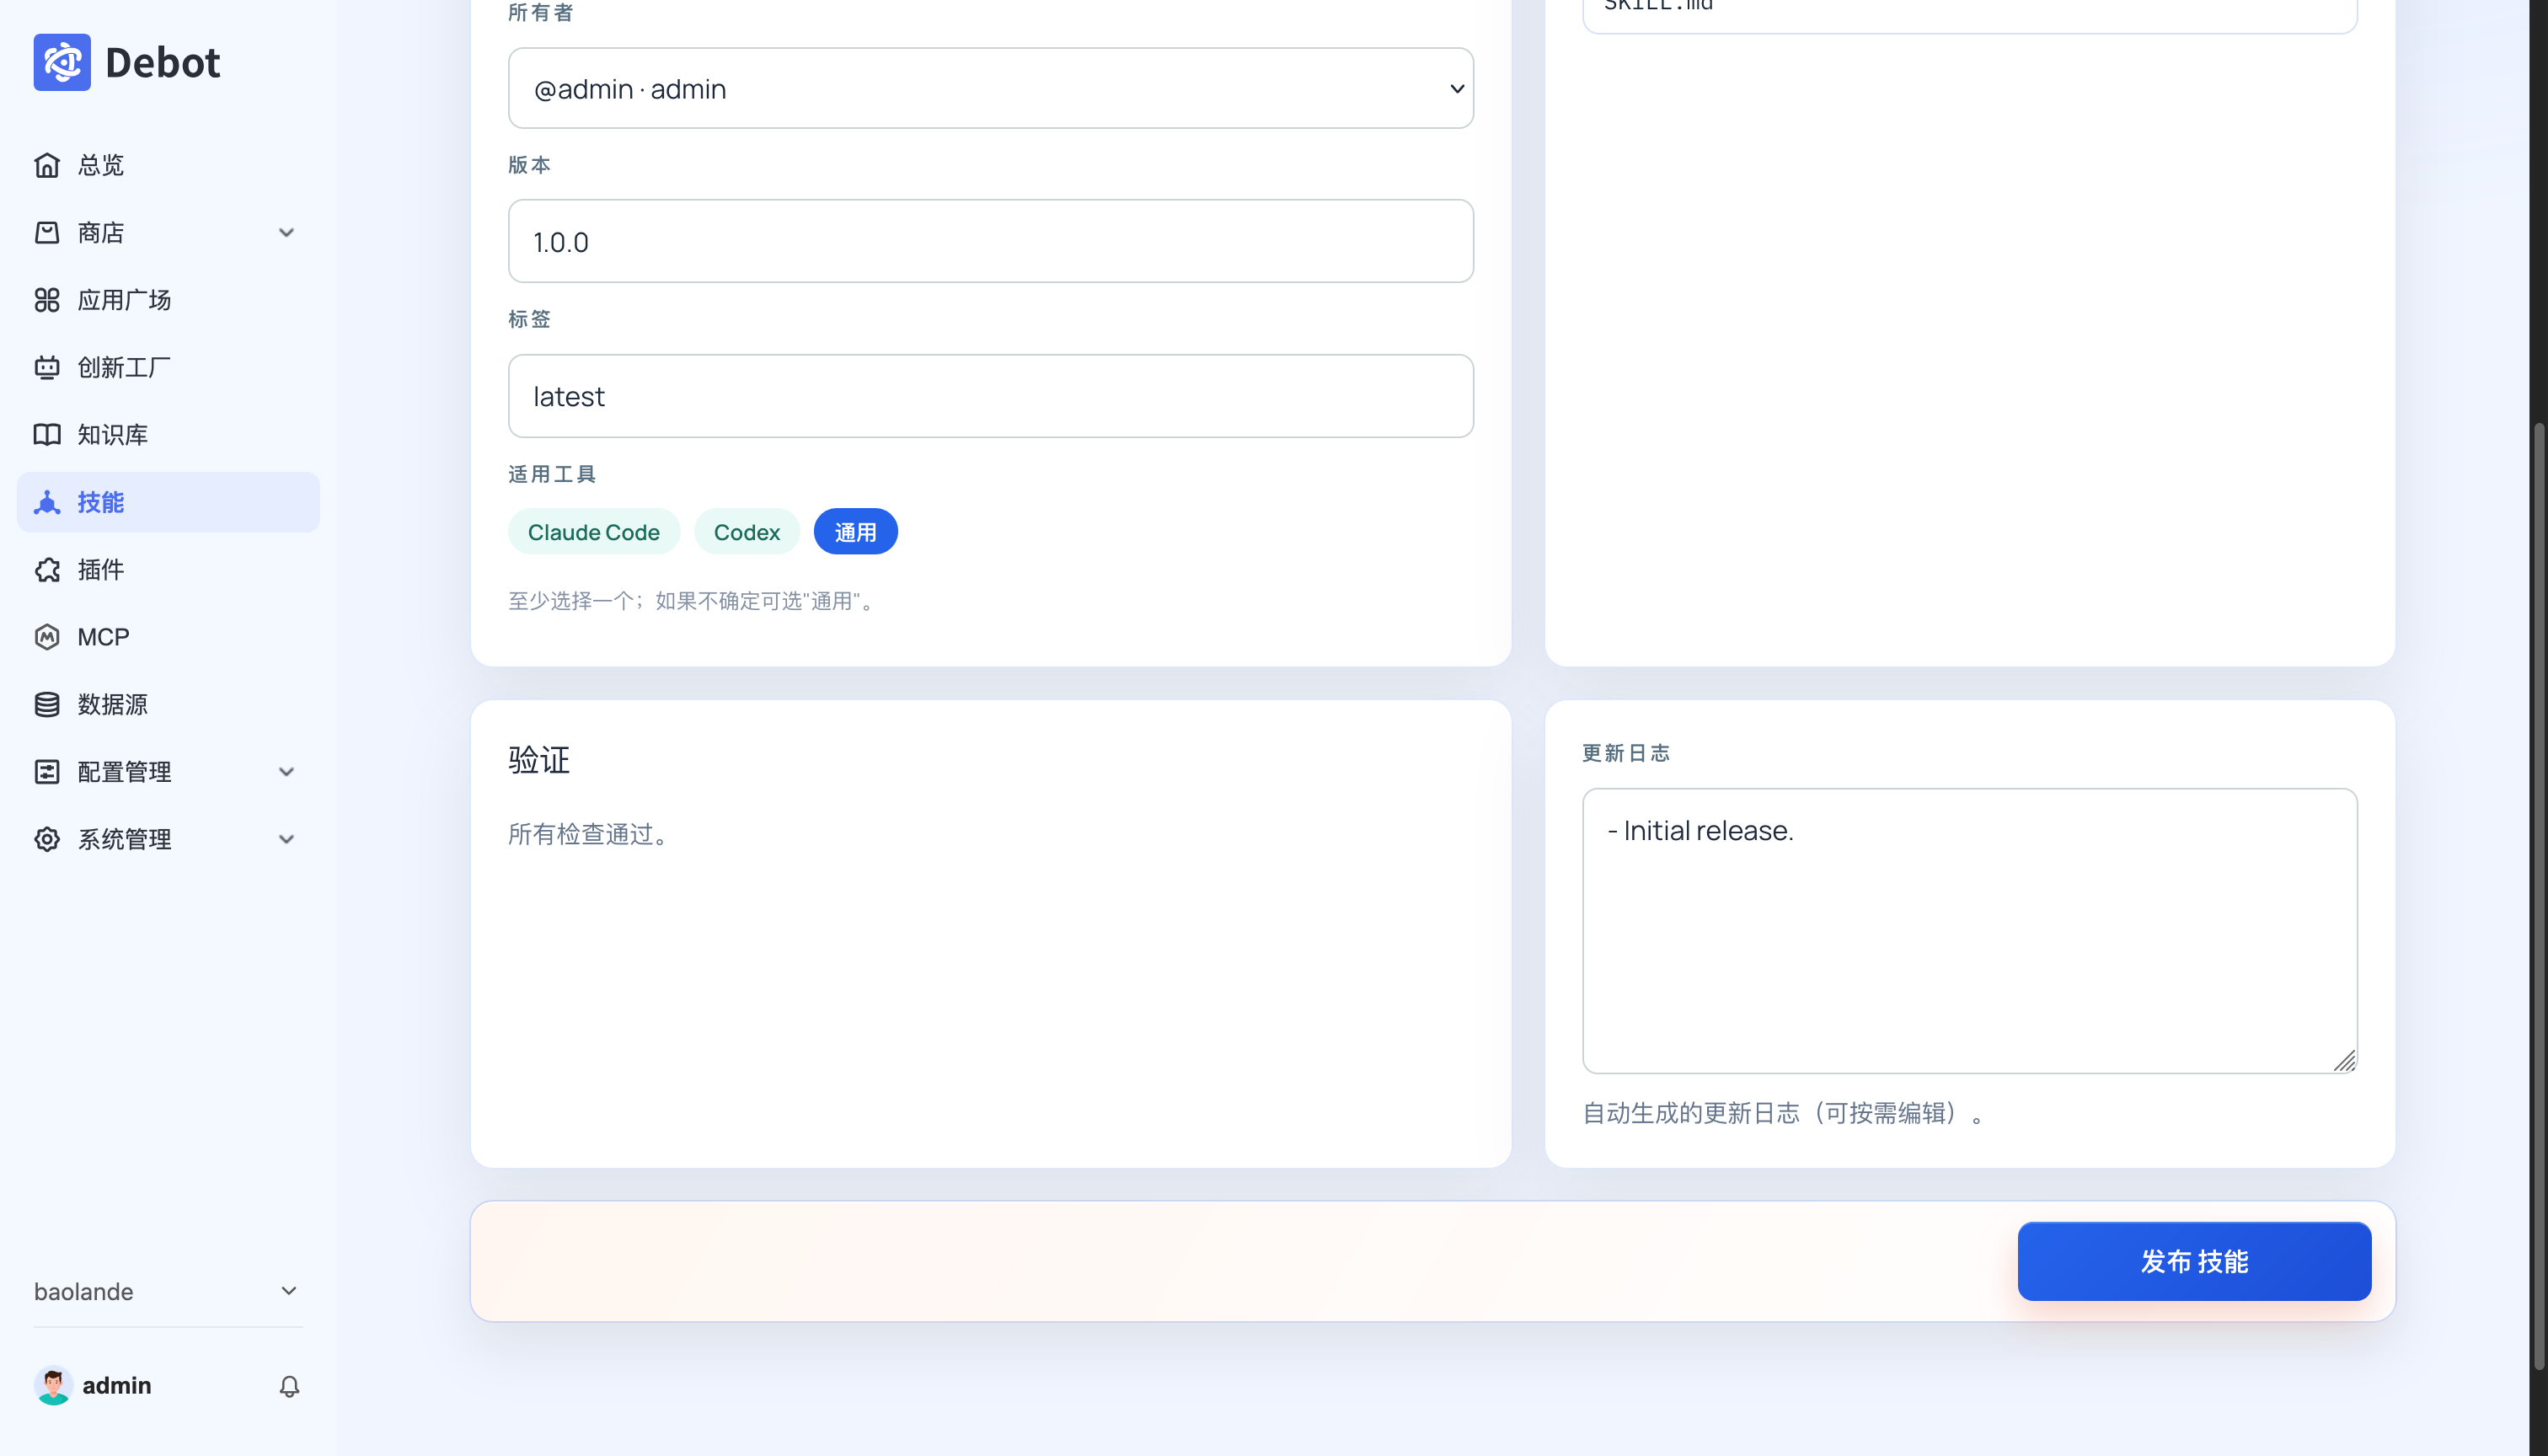 Debot
总览
商店
应用广场
创新工厂
知识库
技能
插件
MCP
数据源
配置管理
系统管理
baolande
admin
所有者
@admin · admin
版本
1.0.0
标签
latest
适用工具
Claude Code
Codex
通用
至少选择一个；如果不确定可选"通用"。
SKILL.md
验证
所有检查通过。
更新日志
- Initial release.
自动生成的更新日志（可按需编辑）。
发布 技能